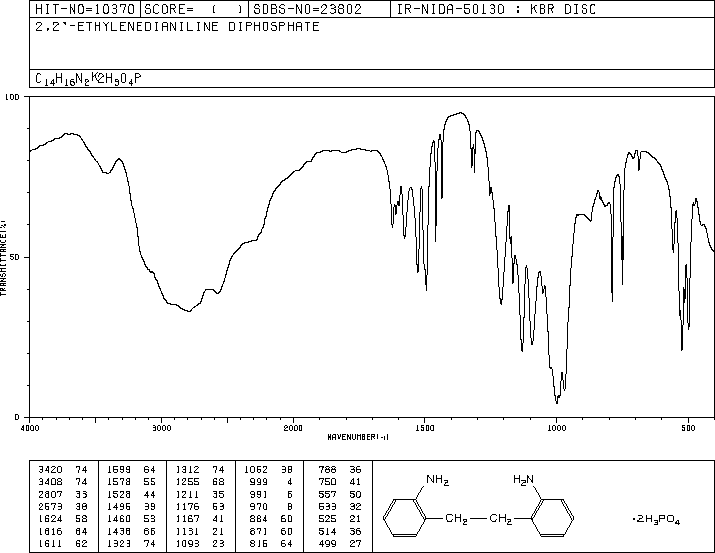 HIT-NO=10370 SCORE= ( ) SDBS-NO=23802 IR-NIDA-50130 : KBR DISC
2,2'-ETHYLENEDIANILINE DIPHOSPHATE
C14H16N2K2H3O4P
100
TRANSMITTANCE(%)
50
0
4000 3000 2000 1500 1000 500
WAVENUMBER(-1)
3420 74 1599 64 1312 74 1052 38 788 36
3408 74 1578 55 1255 68 999 4 750 41
2807 33 1528 44 1211 35 991 6 557 50
2573 38 1496 39 1176 53 970 8 533 32
1624 58 1460 53 1167 41 884 60 525 21
1616 64 1438 66 1131 21 871 60 514 36
1611 62 1323 74 1093 23 816 64 499 27
NH2 H2N
CH2 CH2
·2H3PO4